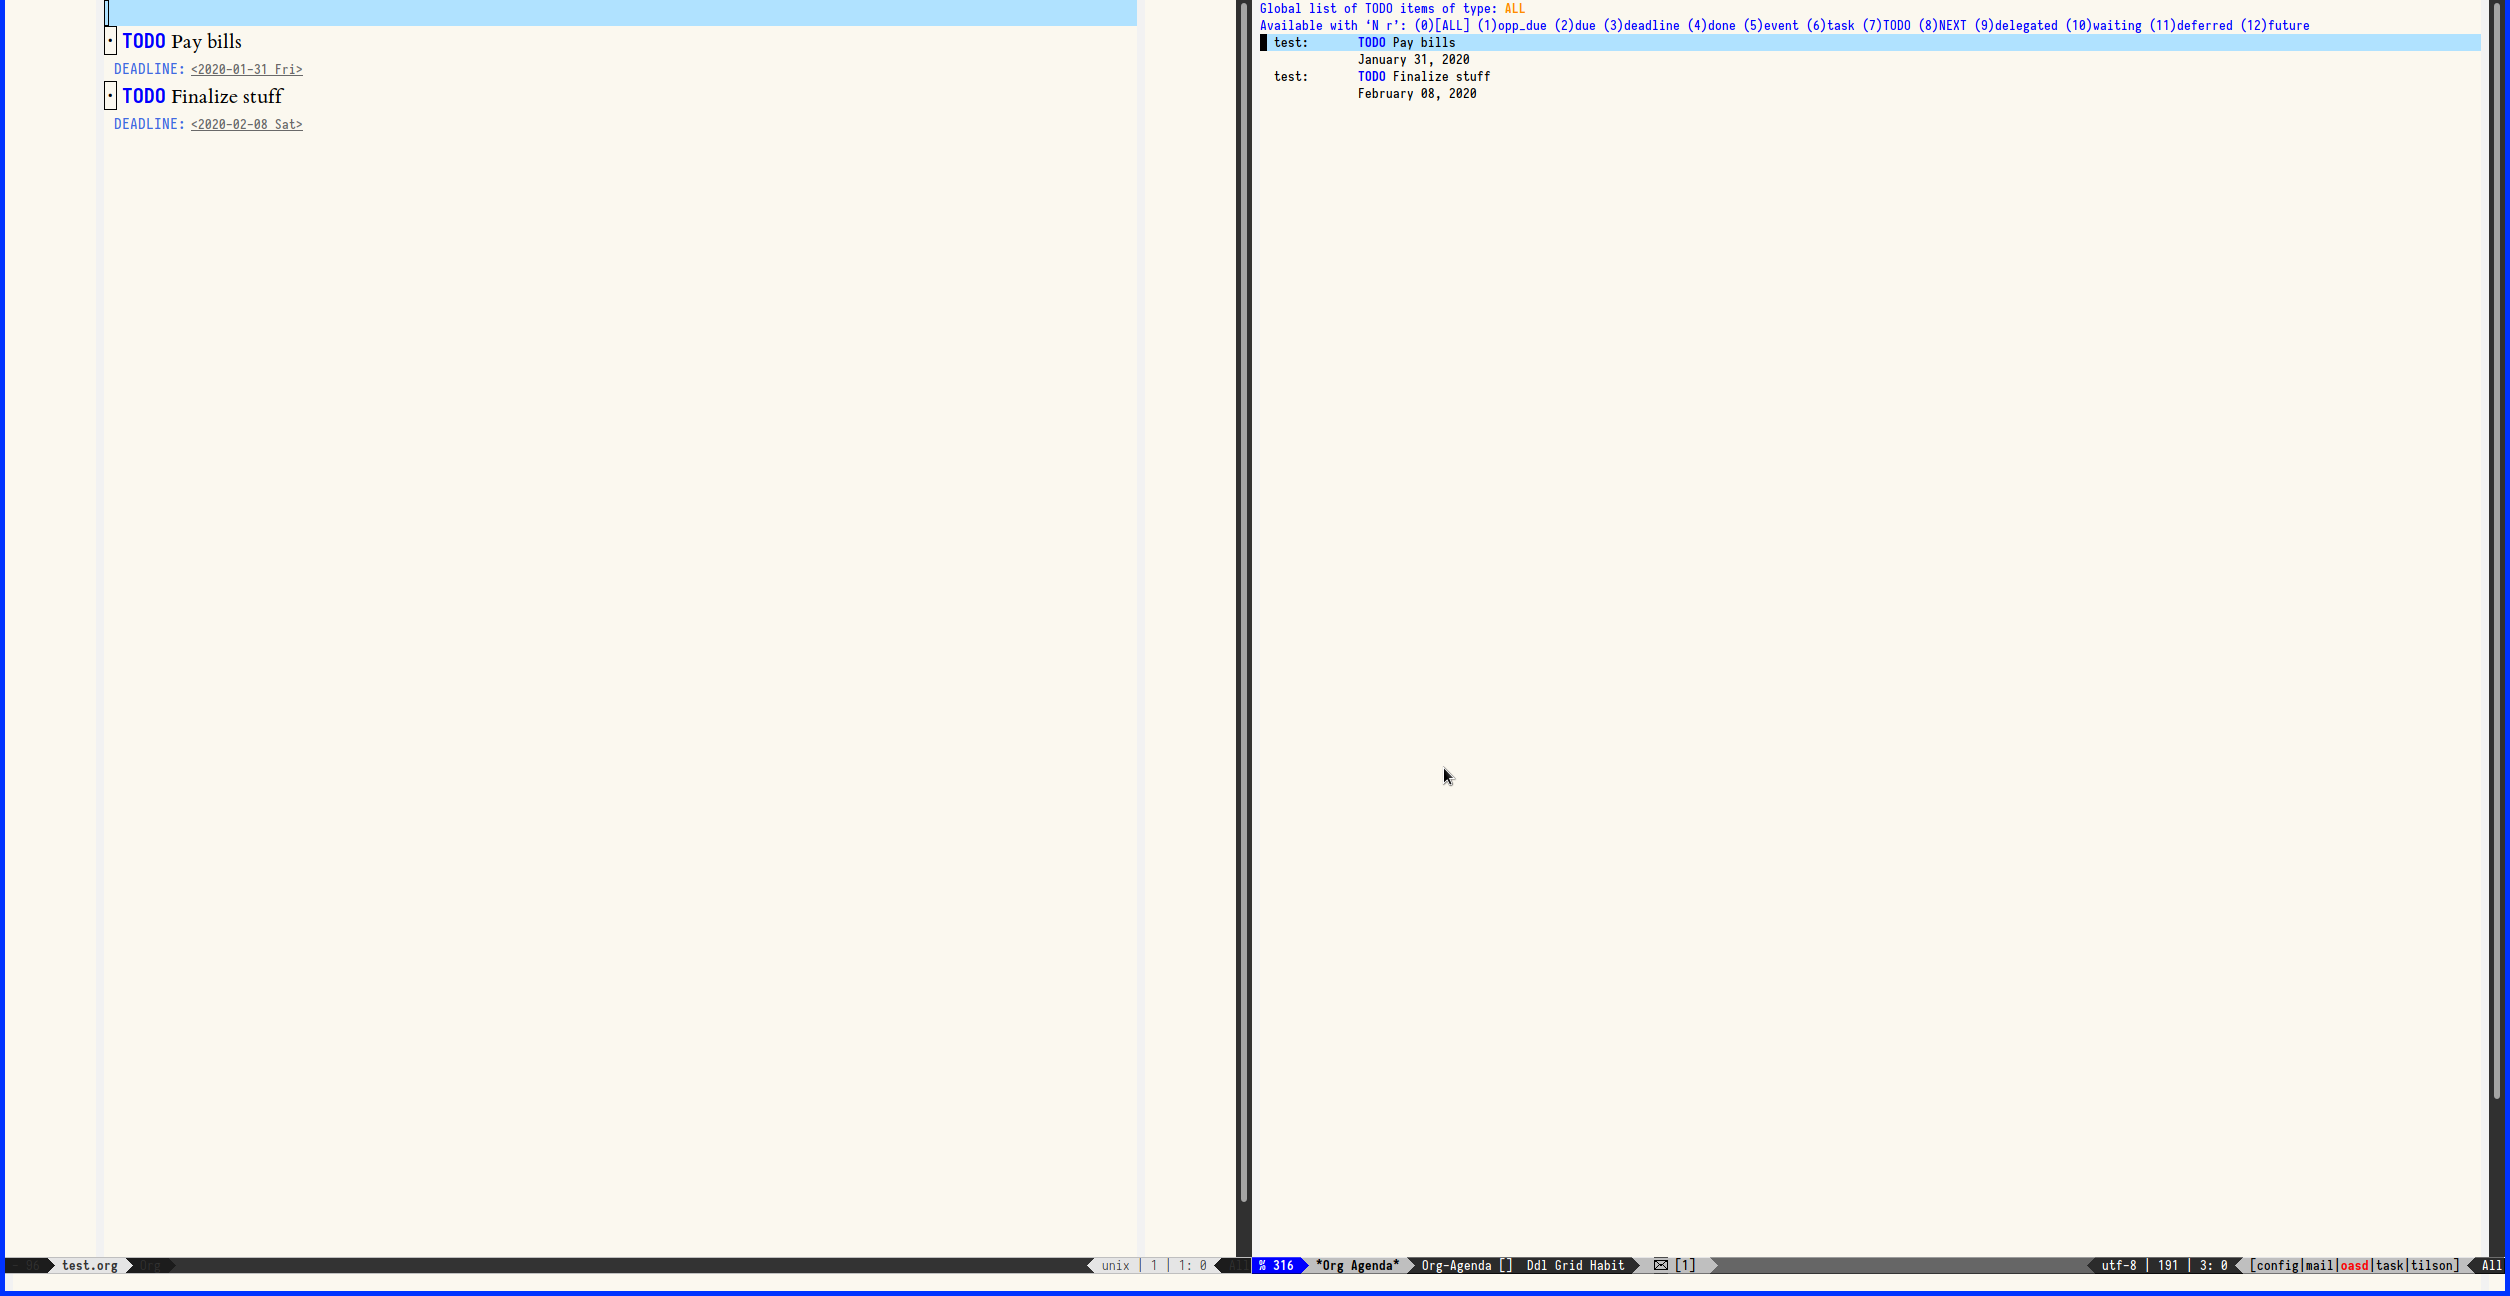 · TODO Pay bills
DEADLINE: <2020-01-31 Fri>
· TODO Finalize stuff
DEADLINE: <2020-02-08 Sat>
Global list of TODO items of type: ALL
Available with ‘N r’: (0)[ALL] (1)opp_due (2)due (3)deadline (4)done (5)event (6)task (7)TODO (8)NEXT (9)delegated (10)waiting (11)deferred (12)future
test: TODO Pay bills
January 31, 2020
test: TODO Finalize stuff
February 08, 2020
96 test.org Org unix | 1 | 1: 0
% 316 *Org Agenda* Org-Agenda [] Ddl Grid Habit [1] utf-8 | 191 | 3: 0 [config|mail|oasd|task|tilson] All